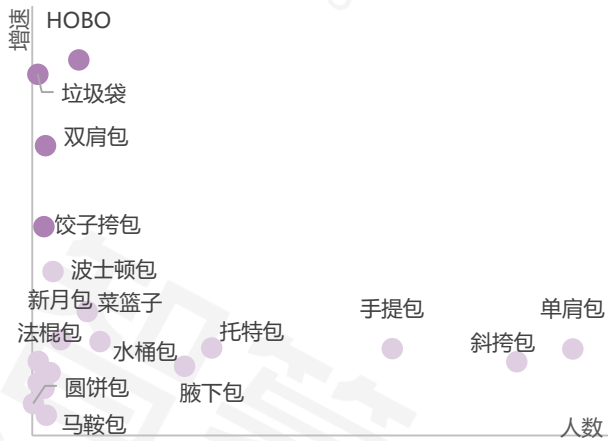 增速
HOBO
垃圾袋
双肩包
饺子挎包
波士顿包
新月包
菜篮子
手提包
单肩包
法棍包
托特包
斜挎包
水桶包
圆饼包
腋下包
马鞍包
人数